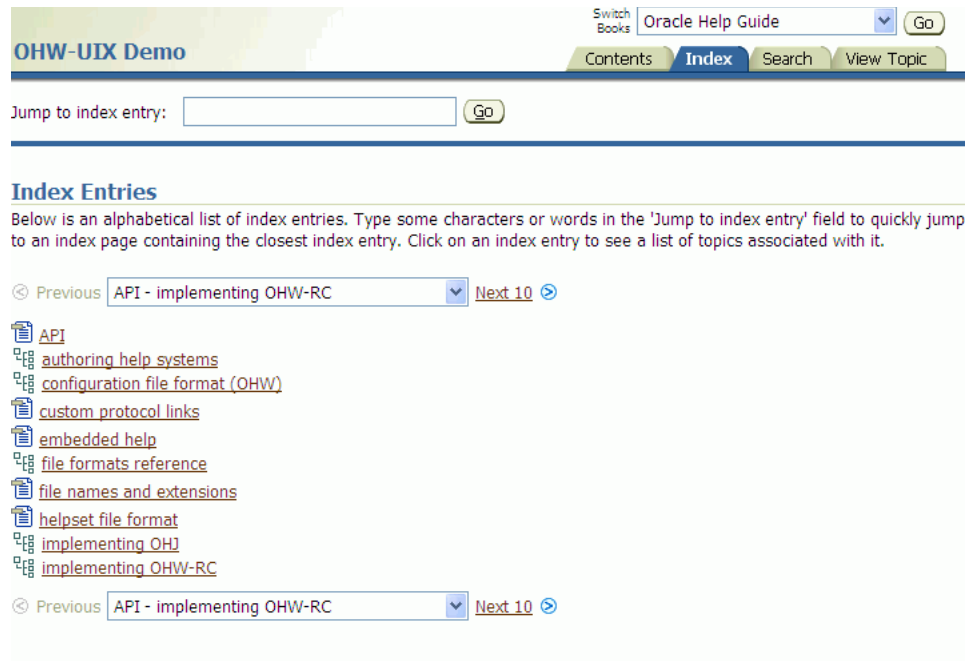 Switch Books Oracle Help Guide Go
OHW-UIX Demo
Contents Index Search View Topic
Jump to index entry: Go
Index Entries
Below is an alphabetical list of index entries. Type some characters or words in the 'Jump to index entry' field to quickly jump
to an index page containing the closest index entry. Click on an index entry to see a list of topics associated with it.
Previous API - implementing OHW-RC Next 10
API
authoring help systems
configuration file format (OHW)
custom protocol links
embedded help
file formats reference
file names and extensions
helpset file format
implementing OHJ
implementing OHW-RC
Previous API - implementing OHW-RC Next 10